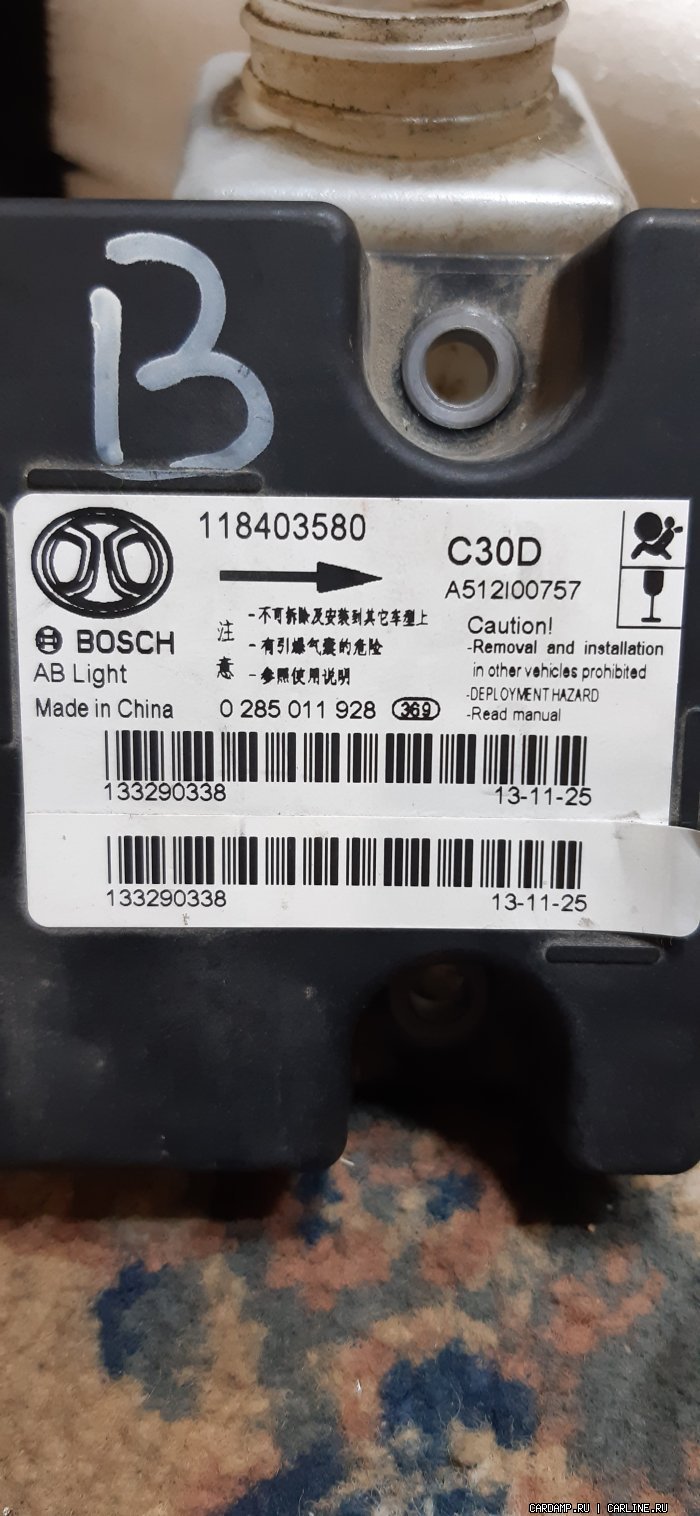 B
118403580
C30D
A512I00757
注意
-不可拆除及安装到其它车型上
-有引爆气囊的危险
-参照使用说明
Caution!
-Removal and installation
in other vehicles prohibited
-DEPLOYMENT HAZARD
-Read manual
BOSCH
AB Light
Made in China
0 285 011 928
369
133290338
13-11-25
133290338
13-11-25
CARDAMP.RU | CARLINE.RU